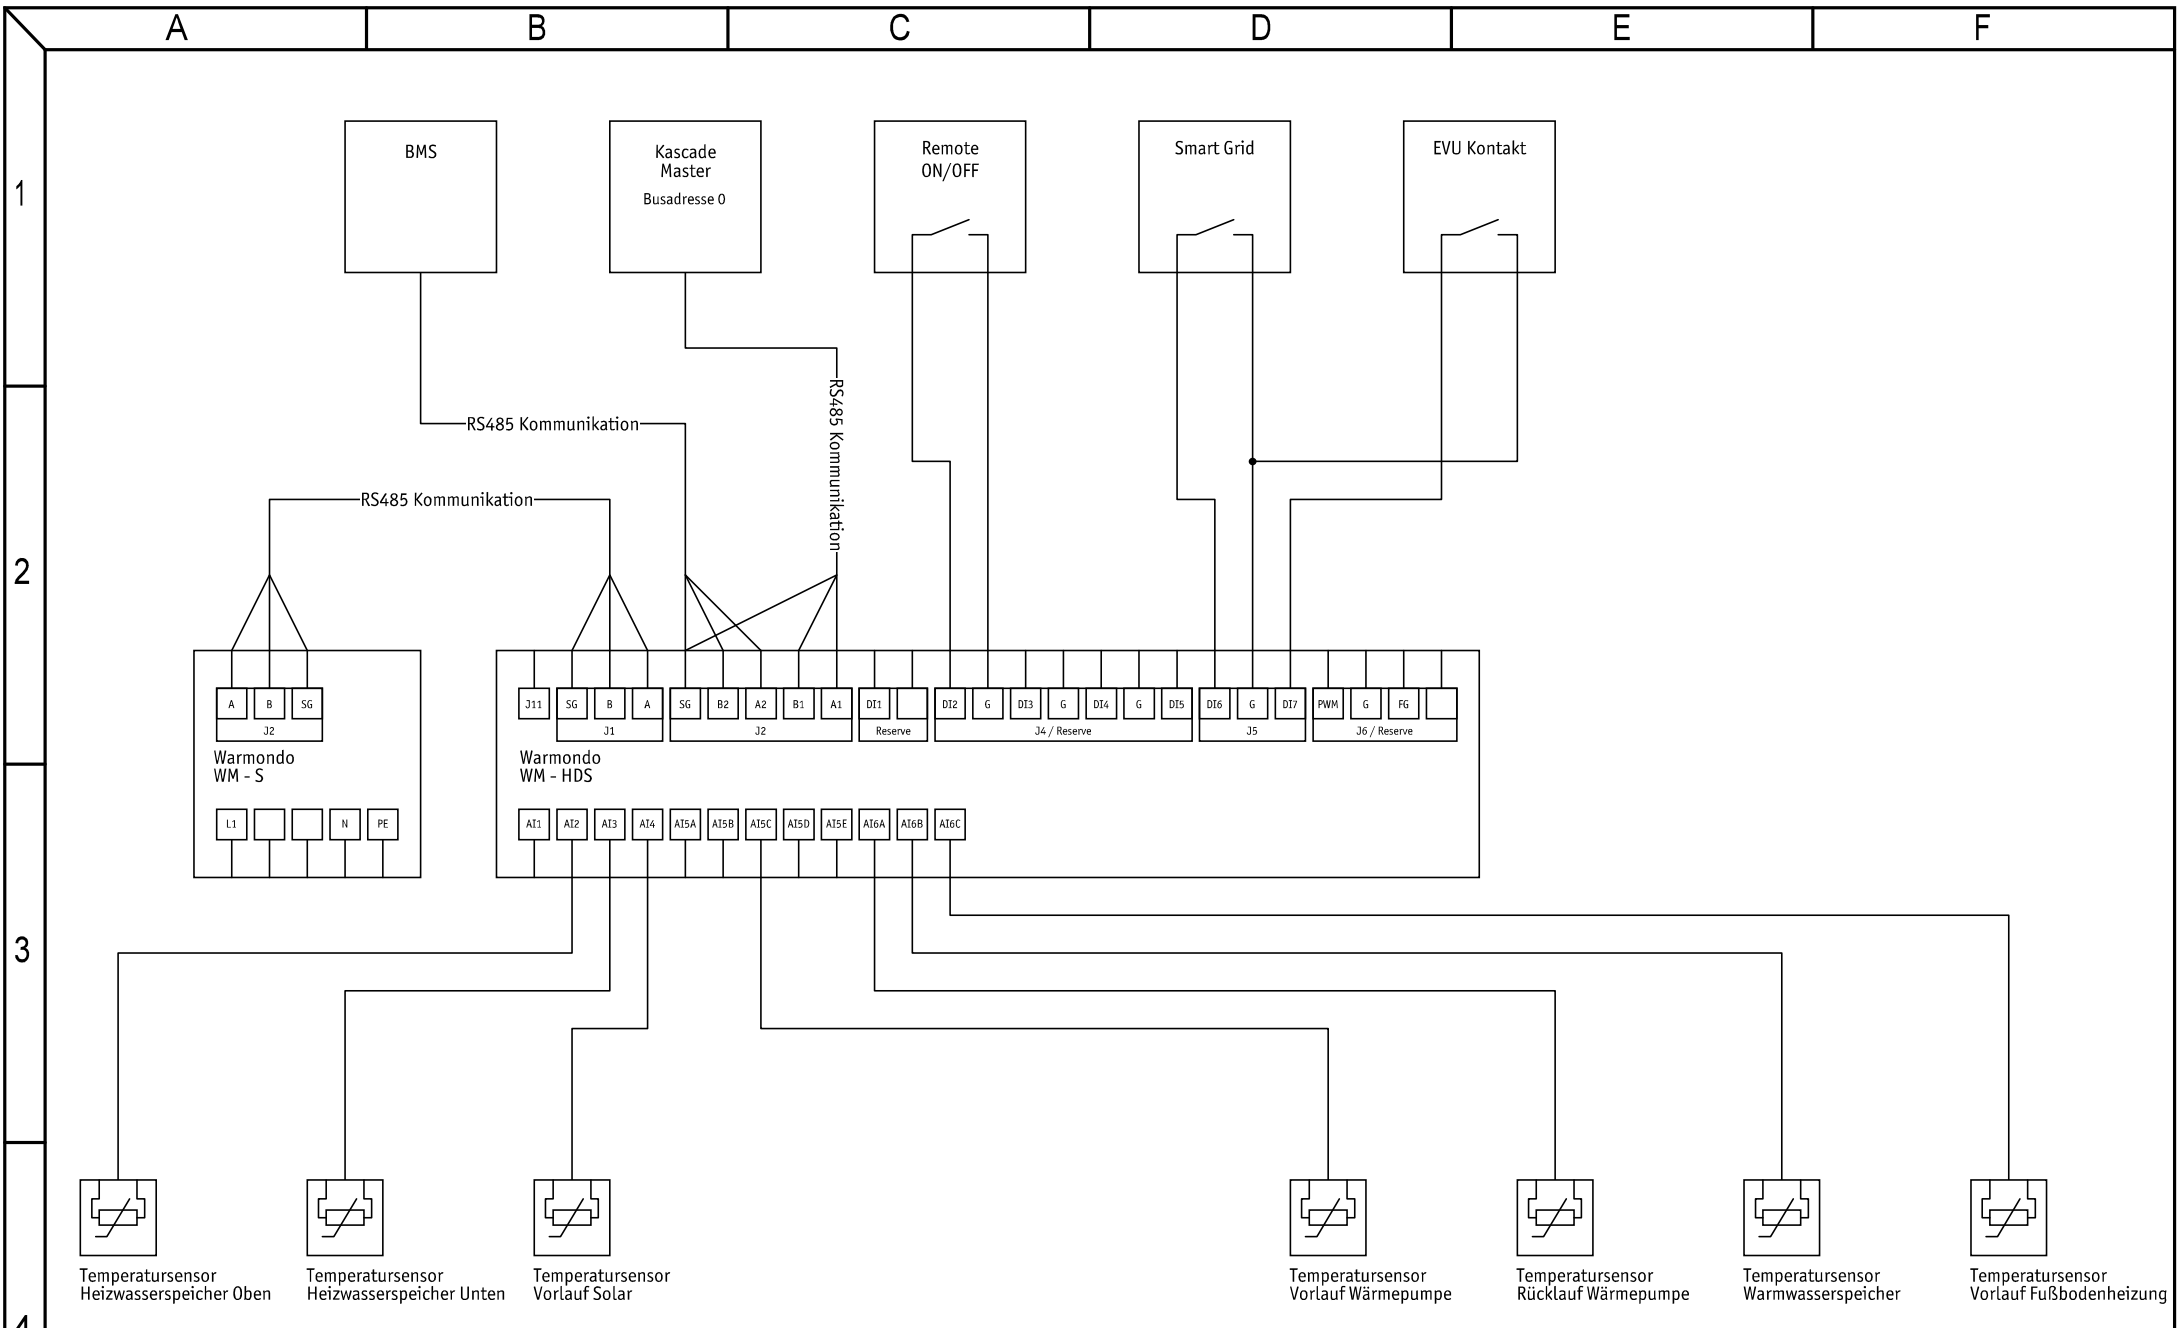 A B C D E F
1
BMS
Kascade
Master
Busadresse 0
Remote
ON/OFF
Smart Grid
EVU Kontakt
RS485 Kommunikation
RS485 Kommunikation
RS485 Kommunikation
2
A B SG
J2
Warmondo
WM - S
L1 N PE
J11 SG B A SG B2 A2 B1 A1 DI1 DI2 G DI3 G DI4 G DI5 DI6 G DI7 PWM G FG
J1 J2 Reserve J4 / Reserve J5 J6 / Reserve
Warmondo
WM - HDS
AI1 AI2 AI3 AI4 AI5A AI5B AI5C AI5D AI5E AI6A AI6B AI6C
3
Temperatursensor
Heizwasserspeicher Oben
Temperatursensor
Heizwasserspeicher Unten
Temperatursensor
Vorlauf Solar
Temperatursensor
Vorlauf Wärmepumpe
Temperatursensor
Rücklauf Wärmepumpe
Temperatursensor
Warmwasserspeicher
Temperatursensor
Vorlauf Fußbodenheizung
4